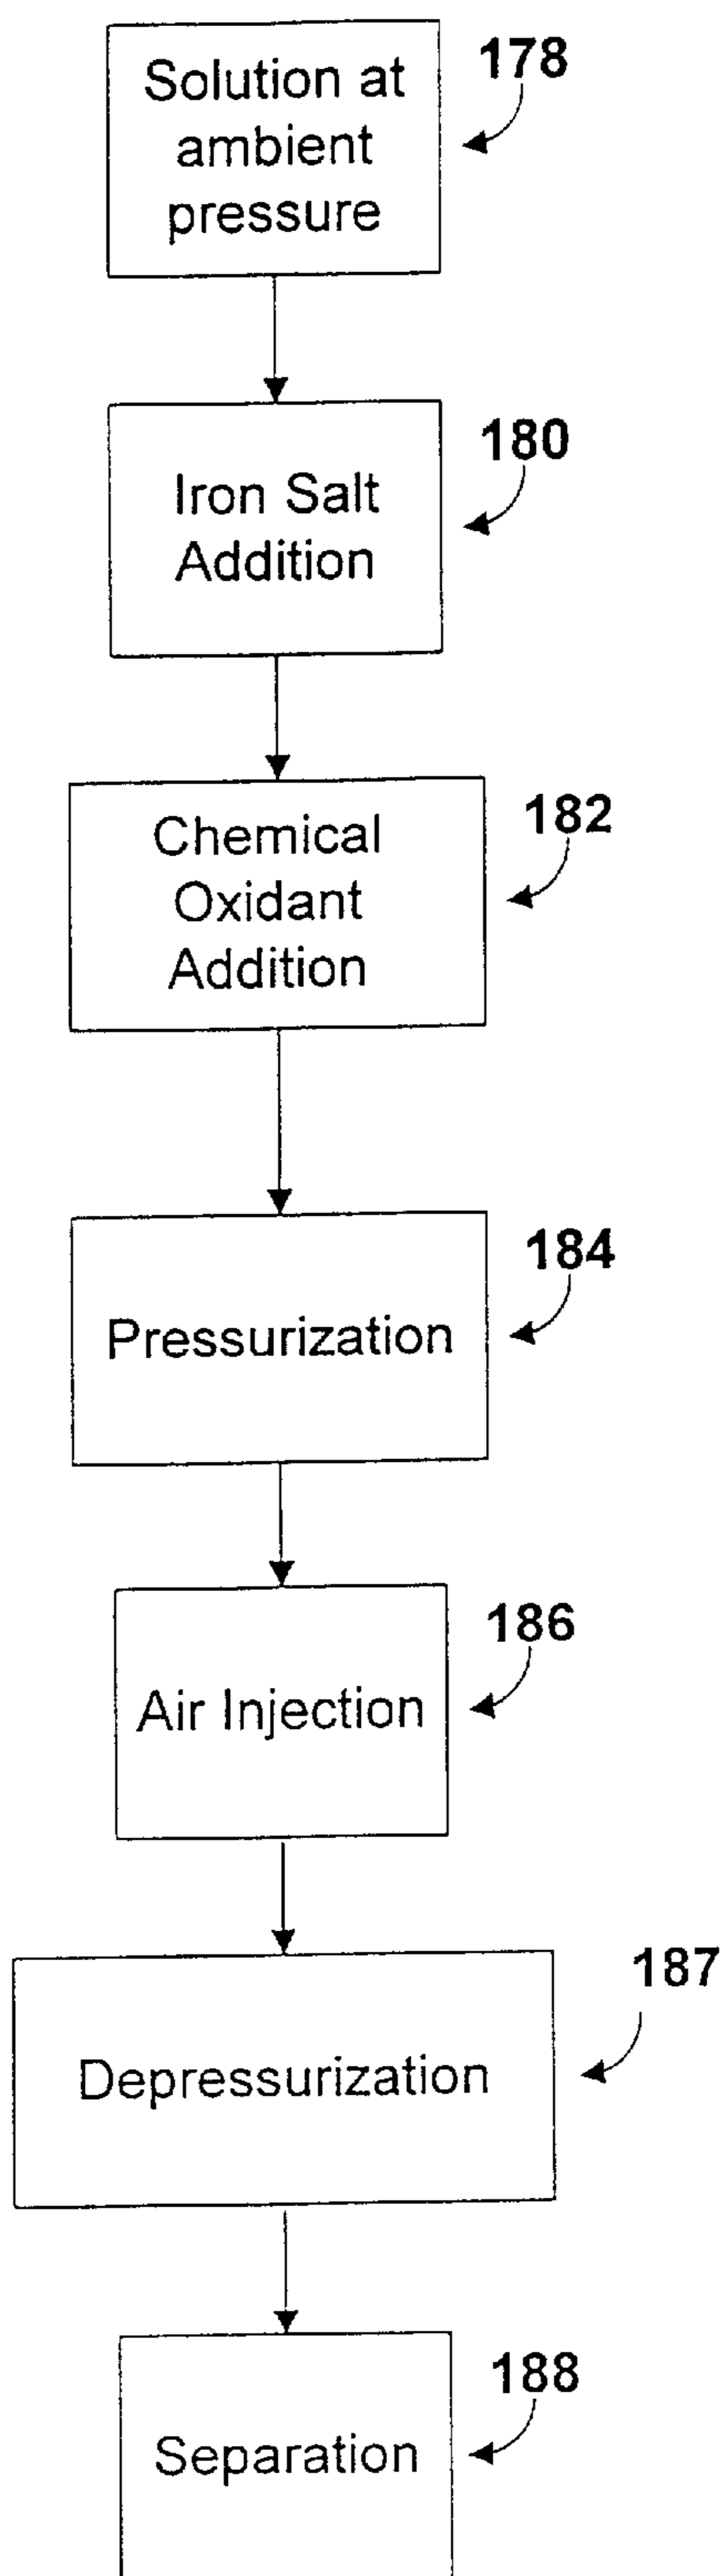 Solution at
ambient
pressure
178
Iron Salt
Addition
180
Chemical
Oxidant
Addition
182
Pressurization
184
Air Injection
186
Depressurization
187
Separation
188